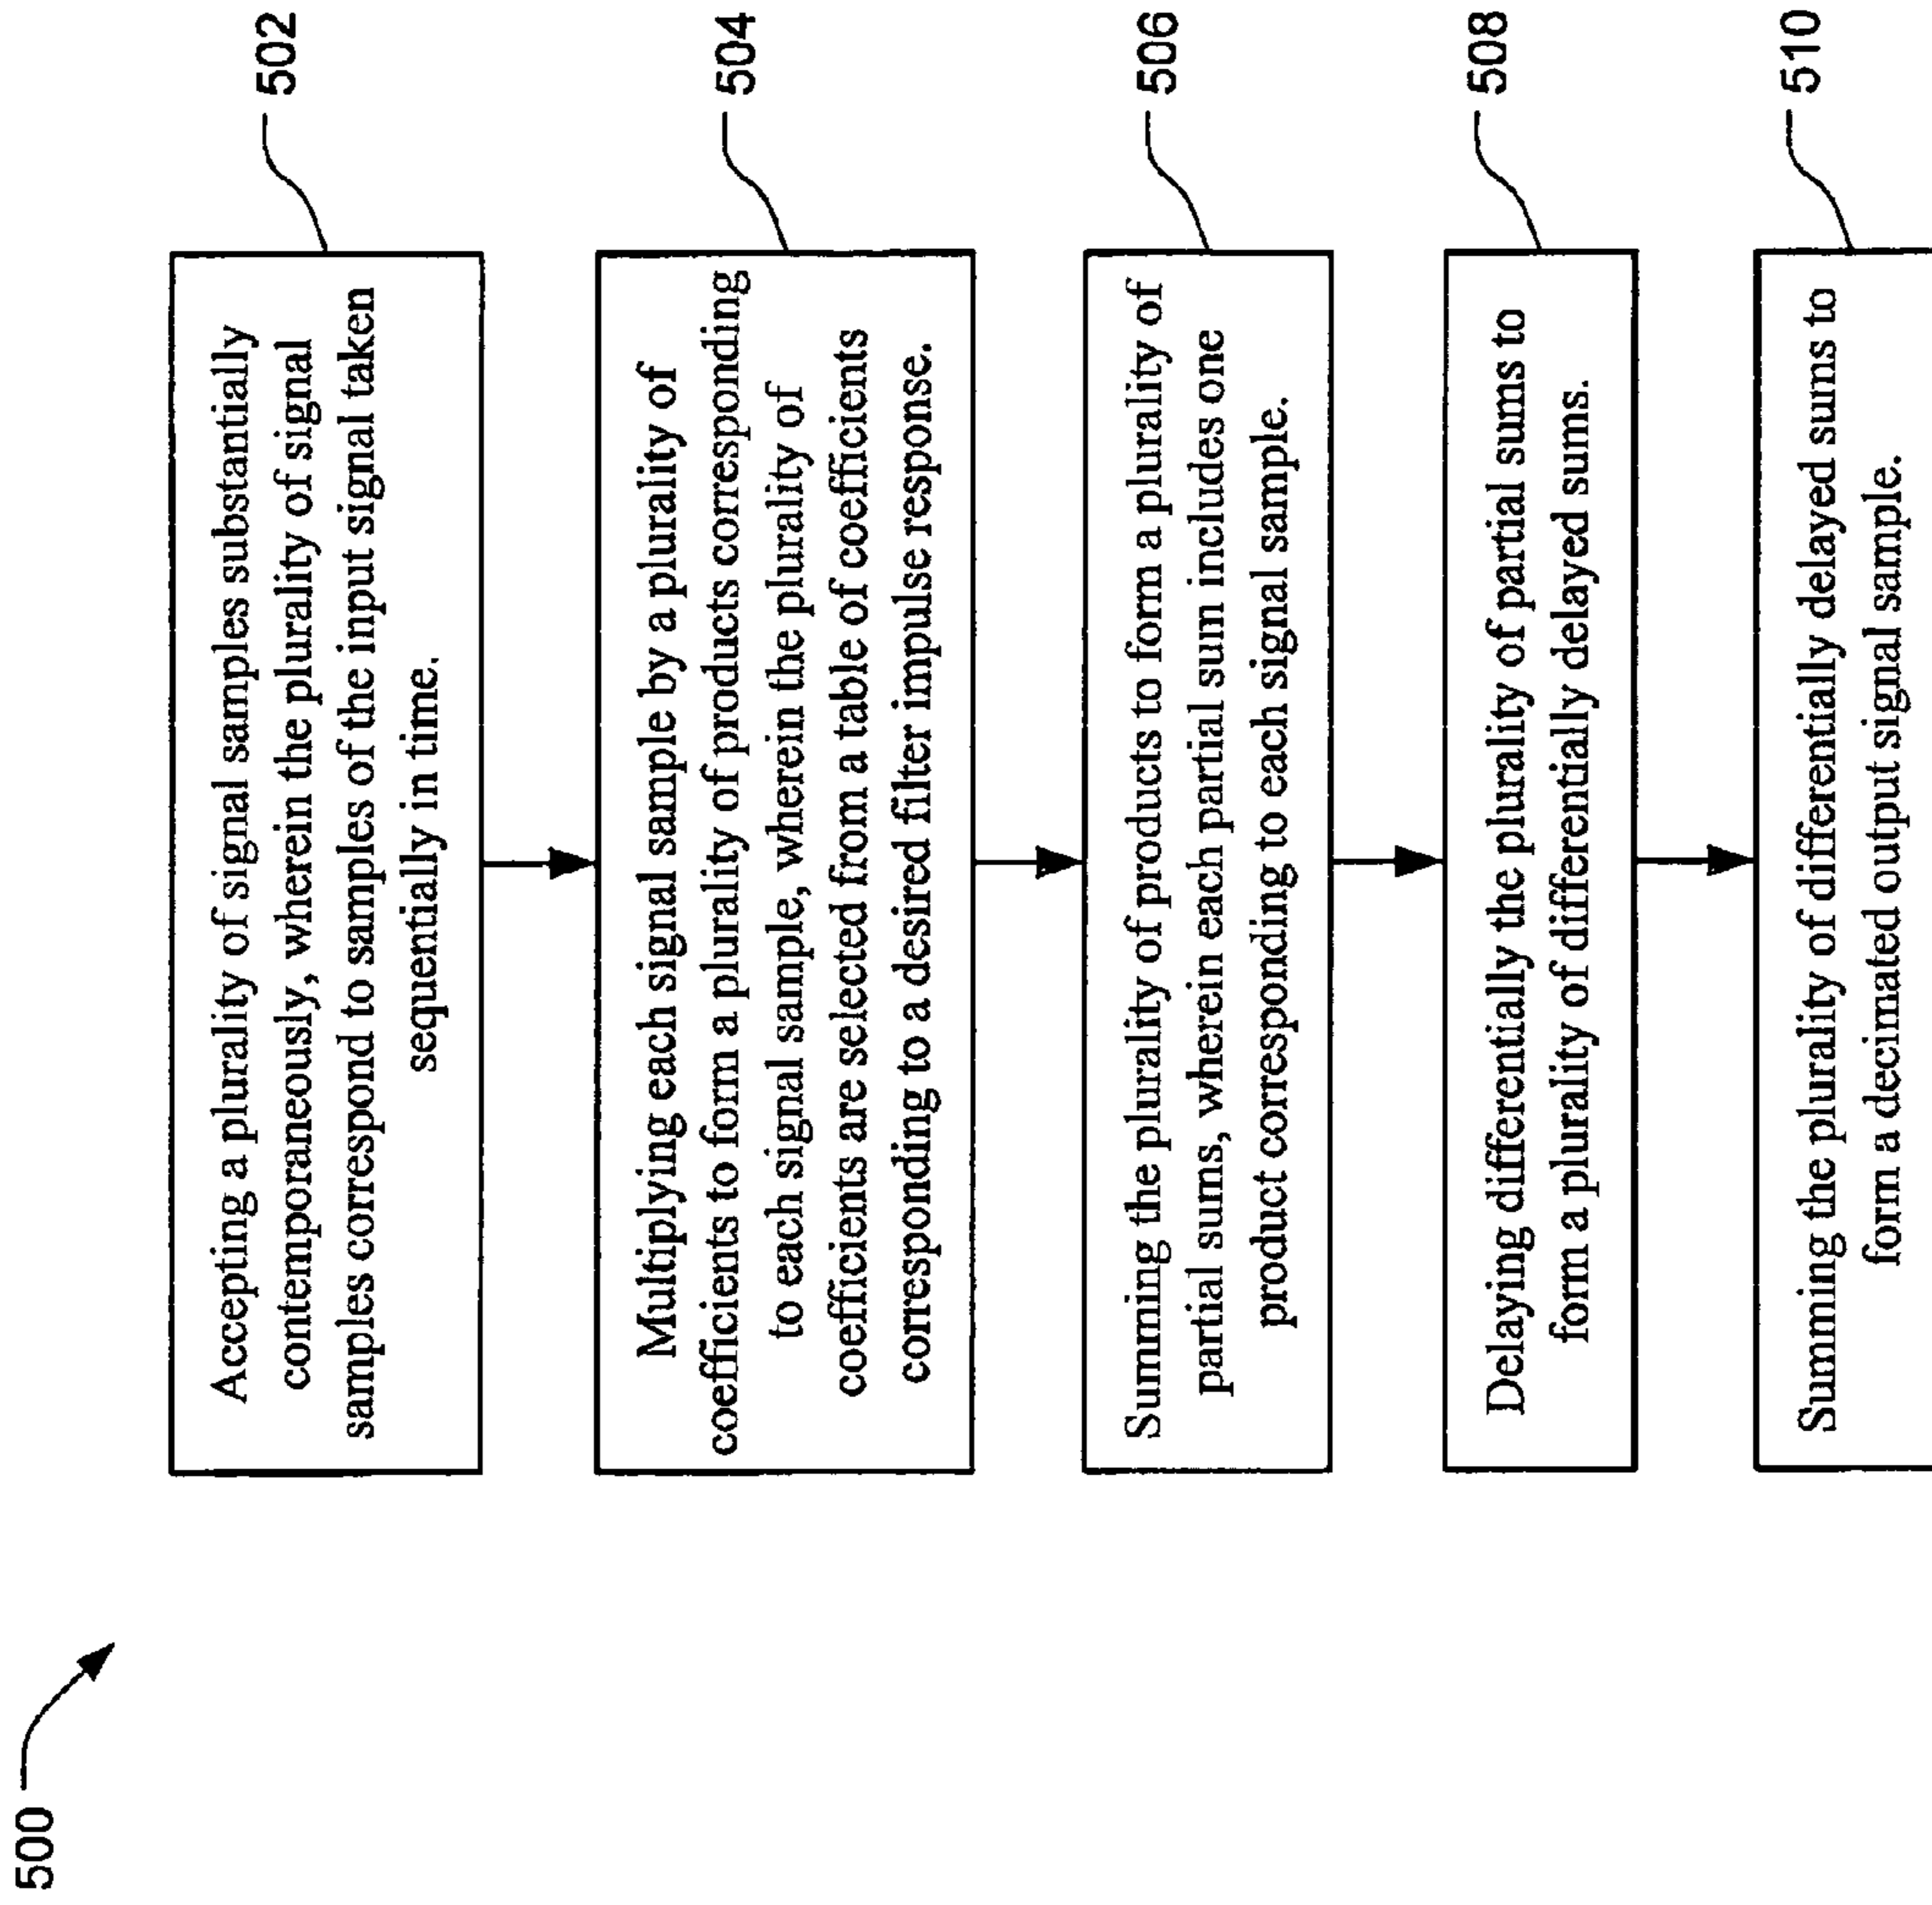 500
Accepting a plurality of signal samples substantially
contemporaneously, wherein the plurality of signal
samples correspond to samples of the input signal taken
sequentially in time.
502
Multiplying each signal sample by a plurality of
coefficients to form a plurality of products corresponding
to each signal sample, wherein the plurality of
coefficients are selected from a table of coefficients
corresponding to a desired filter impulse response.
504
Summing the plurality of products to form a plurality of
partial sums, wherein each partial sum includes one
product corresponding to each signal sample.
506
Delaying differentially the plurality of partial sums to
form a plurality of differentially delayed sums.
508
Summing the plurality of differentially delayed sums to
form a decimated output signal sample.
510